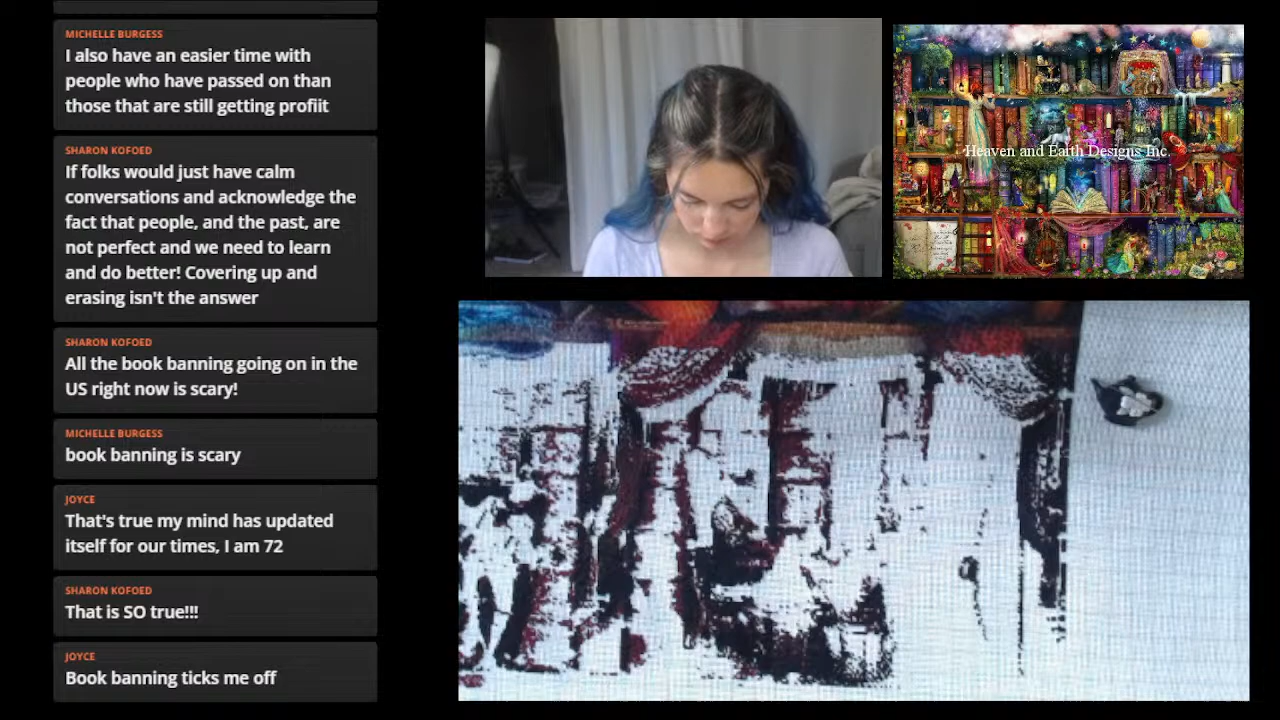 MICHELLE BURGESS
I also have an easier time with
people who have passed on than
those that are still getting profiit
SHARON KOFOED
If folks would just have calm
conversations and acknowledge the
fact that people, and the past, are
not perfect and we need to learn
and do better! Covering up and
erasing isn't the answer
SHARON KOFOED
All the book banning going on in the
US right now is scary!
MICHELLE BURGESS
book banning is scary
JOYCE
That's true my mind has updated
itself for our times, I am 72
SHARON KOFOED
That is SO true!!!
JOYCE
Book banning ticks me off
Heaven and Earth Designs Inc.